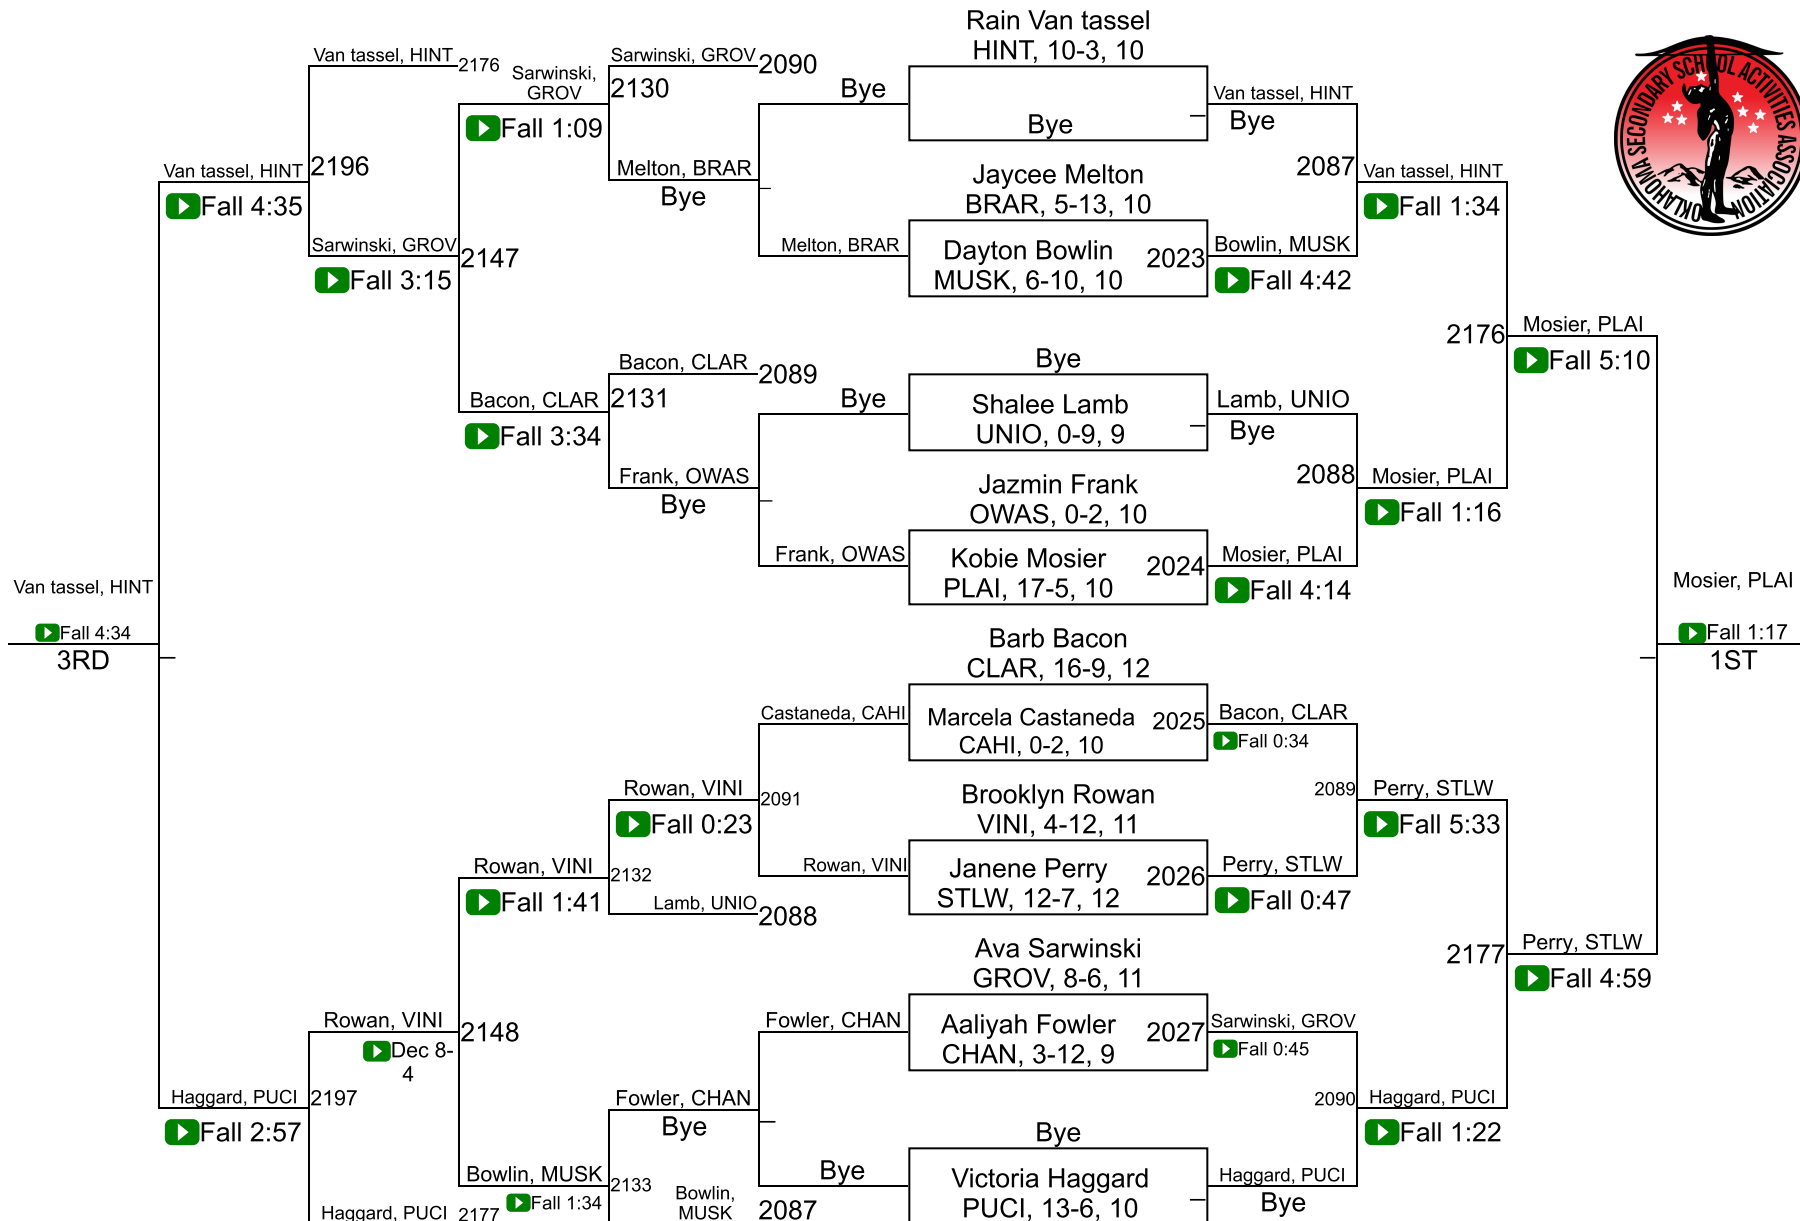 Rain Van tassel
HINT, 10-3, 10
Van tassel, HINT
2176
Sarwinski, GROV
2090
Sarwinski,
GROV
2130
Bye
Van tassel, HINT
Bye
Bye
Fall 1:09
OKLAHOMA SECONDARY SCHOOL ACTIVITIES ASSOCIATION
2196
Melton, BRAR
Bye
Jaycee Melton
BRAR, 5-13, 10
2087
Van tassel, HINT
Fall 4:35
Van tassel, HINT
Fall 1:34
Sarwinski, GROV
2147
Fall 3:15
Melton, BRAR
Dayton Bowlin
MUSK, 6-10, 10
2023
Bowlin, MUSK
Fall 4:42
2176
Mosier, PLAI
Fall 5:10
Bacon, CLAR
2089
Bye
Bacon, CLAR
2131
Fall 3:34
Bye
Shalee Lamb
UNIO, 0-9, 9
Lamb, UNIO
Bye
Frank, OWAS
Bye
Jazmin Frank
OWAS, 0-2, 10
2088
Mosier, PLAI
Fall 1:16
Frank, OWAS
Kobie Mosier
PLAI, 17-5, 10
2024
Mosier, PLAI
Fall 4:14
Van tassel, HINT
Fall 4:34
3RD
Mosier, PLAI
Fall 1:17
1ST
Barb Bacon
CLAR, 16-9, 12
Castaneda, CAHI
Marcela Castaneda
CAHI, 0-2, 10
2025
Bacon, CLAR
Fall 0:34
Rowan, VINI
2091
Fall 0:23
Brooklyn Rowan
VINI, 4-12, 11
2089
Perry, STLW
Fall 5:33
Rowan, VINI
2132
Fall 1:41
Rowan, VINI
Janene Perry
STLW, 12-7, 12
2026
Perry, STLW
Fall 0:47
Lamb, UNIO
2088
Ava Sarwinski
GROV, 8-6, 11
2177
Perry, STLW
Fall 4:59
Rowan, VINI
2148
Dec 8-
4
Fowler, CHAN
Aaliyah Fowler
CHAN, 3-12, 9
2027
Sarwinski, GROV
Fall 0:45
Haggard, PUCI
2197
Fall 2:57
Fowler, CHAN
Bye
2090
Haggard, PUCI
Fall 1:22
Bye
Bowlin, MUSK
2133
Fall 1:34
Bye
Victoria Haggard
PUCI, 13-6, 10
Haggard, PUCI
Bye
Bowlin,
MUSK
2087
Haggard, PUCI
2177